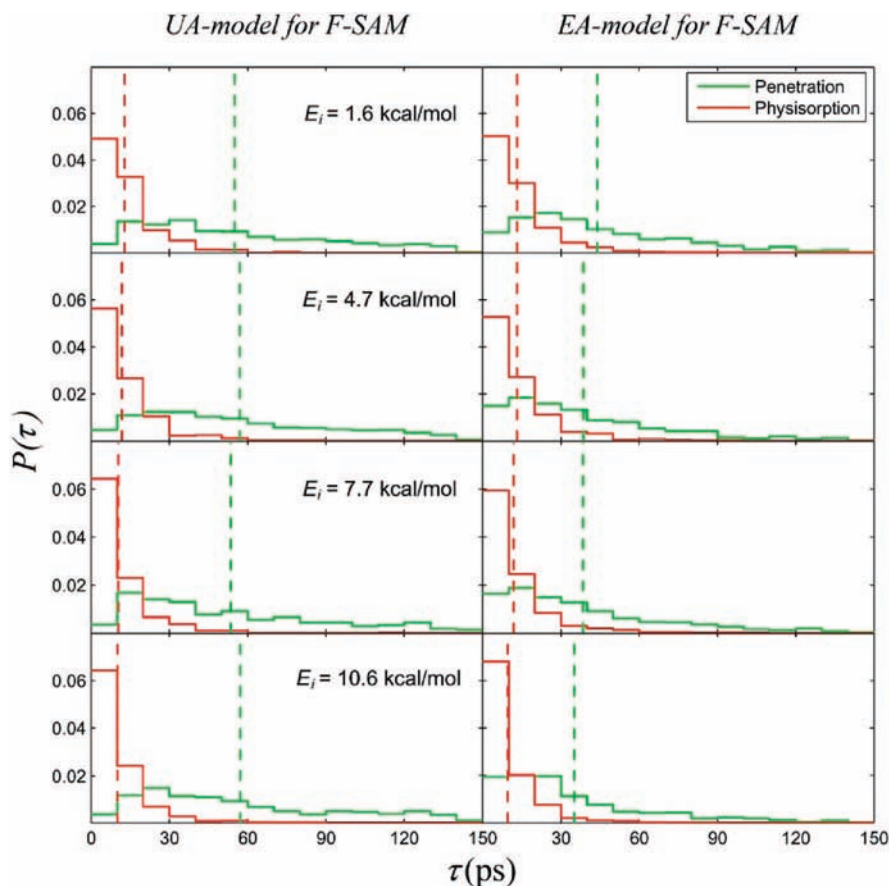 UA-model for F-SAM
EA-model for F-SAM
Penetration
Physisorption
E_i = 1.6 kcal/mol
0.06
0.04
0.02
E_i = 4.7 kcal/mol
0.06
0.04
0.02
E_i = 7.7 kcal/mol
0.06
0.04
0.02
E_i = 10.6 kcal/mol
0.06
0.04
0.02
P(τ)
0 30 60 90 120 150 30 60 90 120 150
τ(ps)